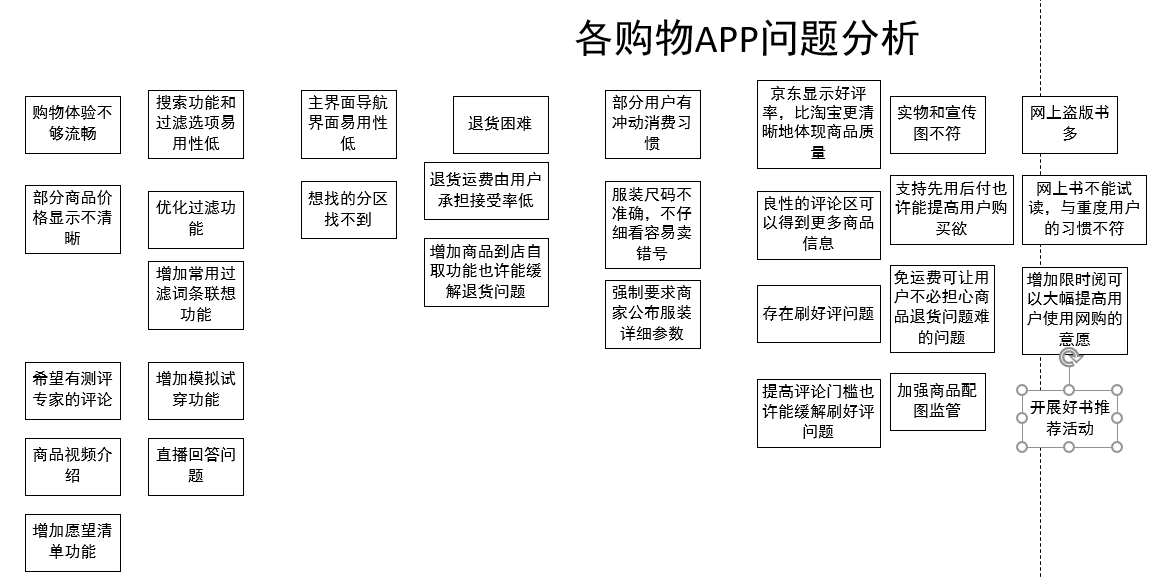 各购物APP问题分析
购物体验不
够流畅
部分商品价
格显示不清
晰
搜索功能和
过滤选项易
用性低
优化过滤功
能
增加常用过
滤词条联想
功能
主界面导航
界面易用性
低
想找的分区
找不到
退货困难
退货运费由用户
承担接受率低
增加商品到店自
取功能也许能缓
解退货问题
部分用户有
冲动消费习
惯
服装尺码不
准确，不仔
细看容易卖
错号
强制要求商
家公布服装
详细参数
京东显示好评
率，比淘宝更清
晰地体现商品质
量
良性的评论区可
以得到更多商品
信息
存在刷好评问题
提高评论门槛也
许能缓解刷好评
问题
实物和宣传
图不符
支持先用后付也
许能提高用户购
买欲
免运费可让用
户不必担心商
品退货问题难
的问题
加强商品配
图监管
网上盗版书
多
网上书不能试
读，与重度用户
的习惯不符
增加限时阅可
以大幅提高用
户使用网购的
意愿
开展好书推
荐活动
希望有测评
专家的评论
商品视频介
绍
增加愿望清
单功能
增加模拟试
穿功能
直播回答问
题